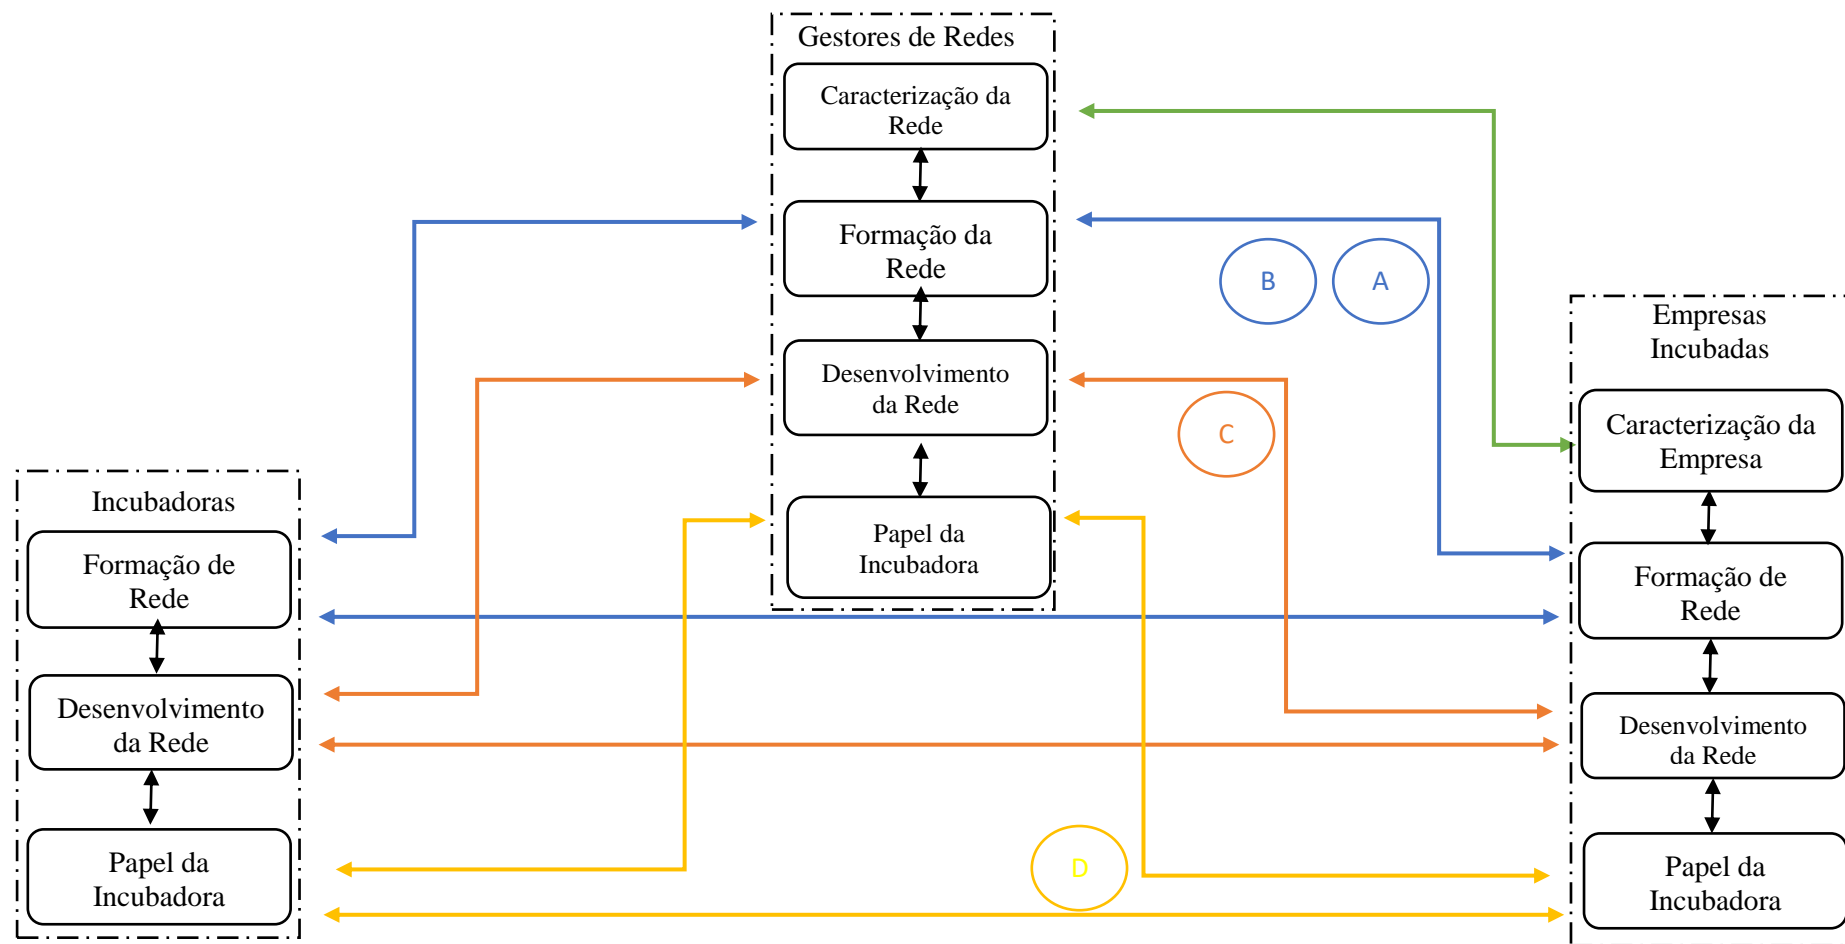 Gestores de Redes
Caracterização da
Rede
Formação da
Rede
Desenvolvimento
da Rede
Papel da
Incubadora
B
A
C
D
Incubadoras
Formação de
Rede
Desenvolvimento
da Rede
Papel da
Incubadora
Empresas
Incubadas
Caracterização da
Empresa
Formação de
Rede
Desenvolvimento
da Rede
Papel da
Incubadora